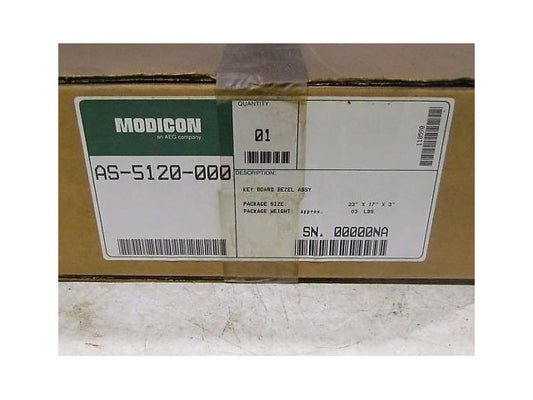 MODICON
an AEG company
QUANTITY
01
AS-5120-000
DESCRIPTION:
KEY BOARD BEZEL ASSY
PACKAGE SIZE: 23" X 17" X 3"
PACKAGE WEIGHT: approx. 03 LBS.
SN. 00000NA